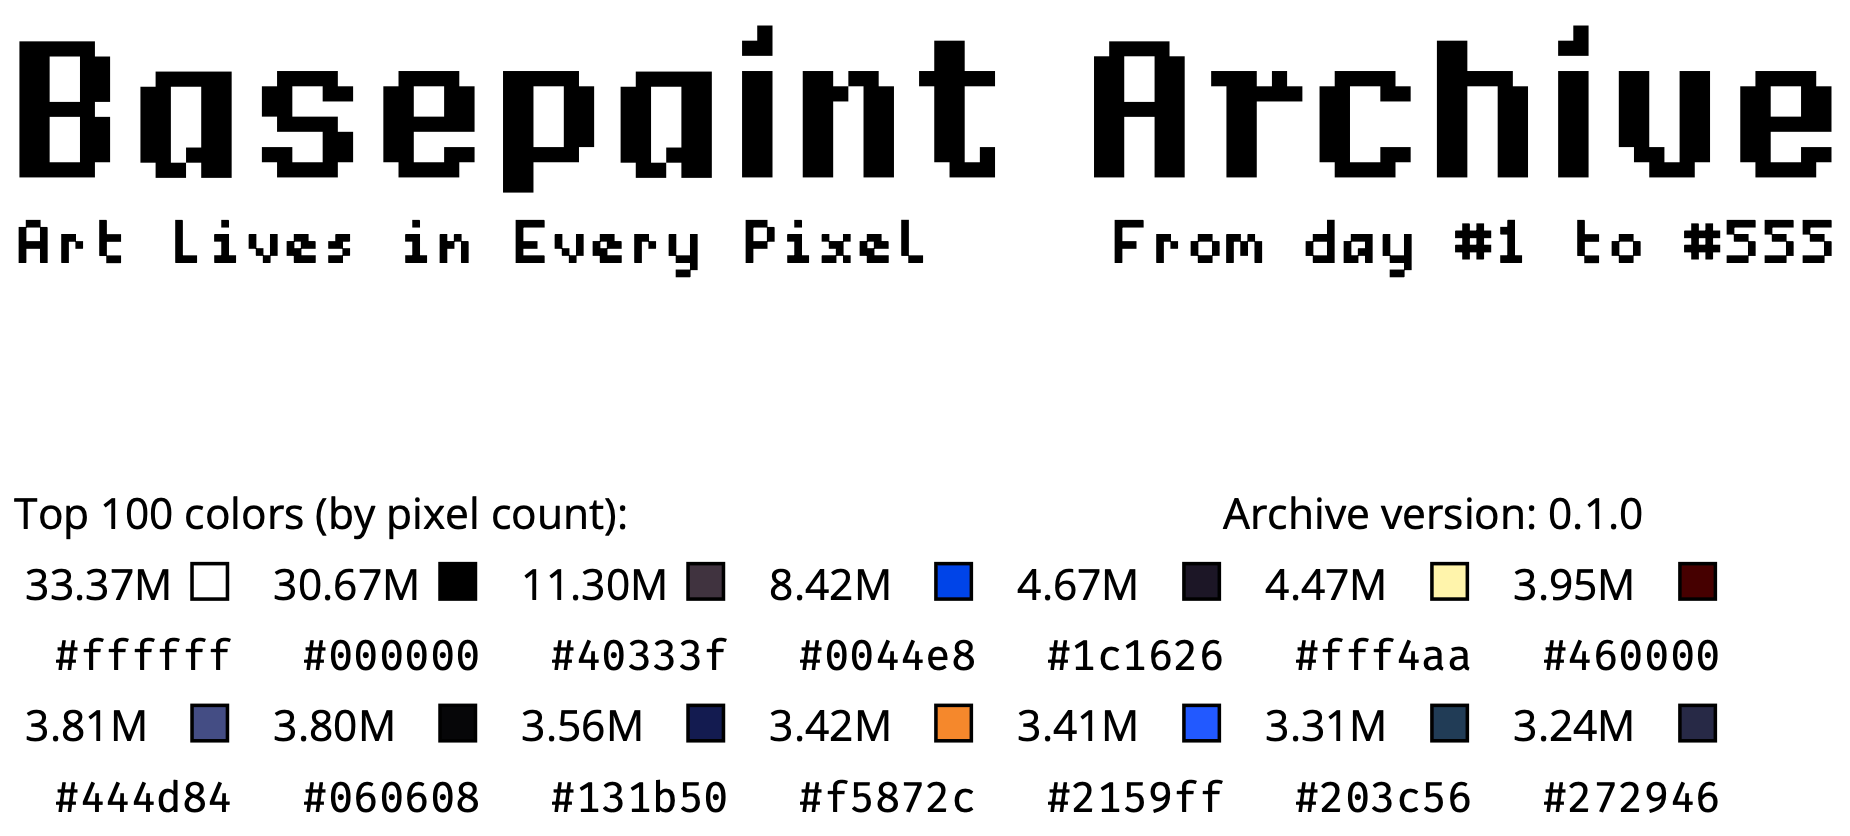 Basepaint Archive
Art Lives in Every Pixel From day #1 to #555
Top 100 colors (by pixel count): Archive version: 0.1.0
33.37M 30.67M 11.30M 8.42M 4.67M 4.47M 3.95M
#ffffff #000000 #40333f #0044e8 #1c1626 #fff4aa #460000
3.81M 3.80M 3.56M 3.42M 3.41M 3.31M 3.24M
#444d84 #060608 #131b50 #f5872c #2159ff #203c56 #272946